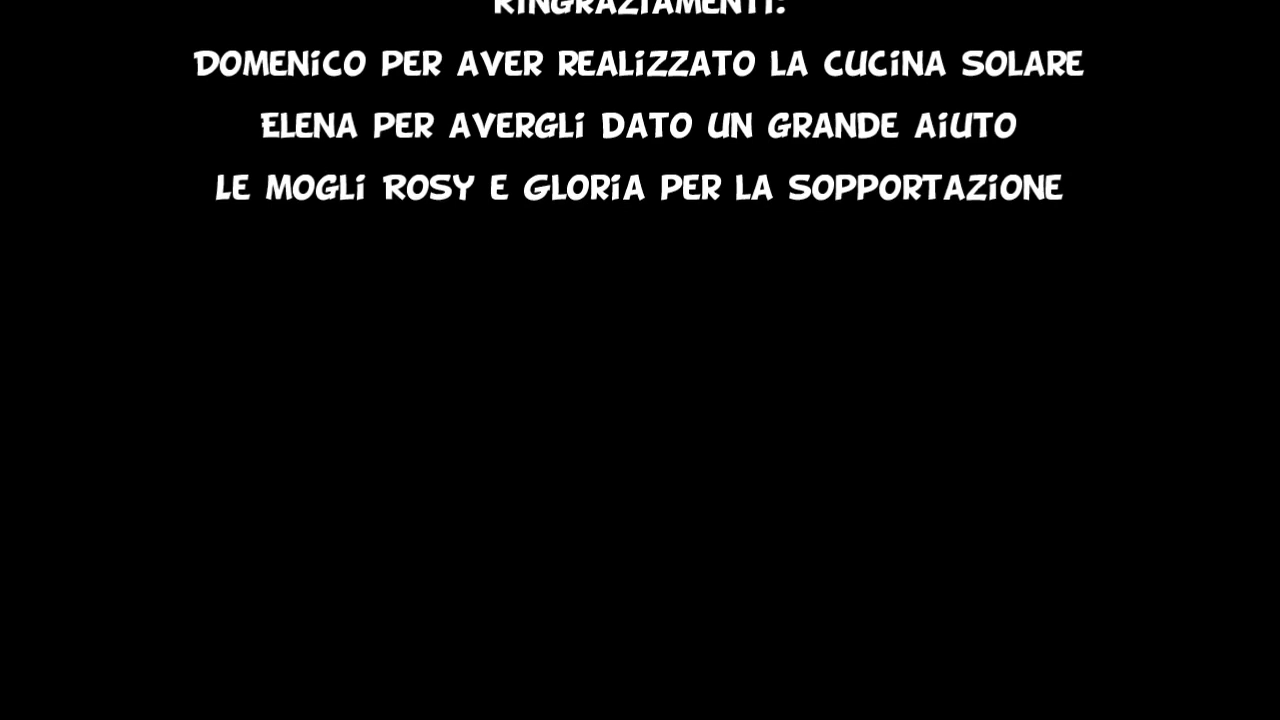 RINGRAZIAMENTI:
DOMENICO PER AVER REALIZZATO LA CUCINA SOLARE
ELENA PER AVERGLI DATO UN GRANDE AIUTO
LE MOGLI ROSY E GLORIA PER LA SOPPORTAZIONE